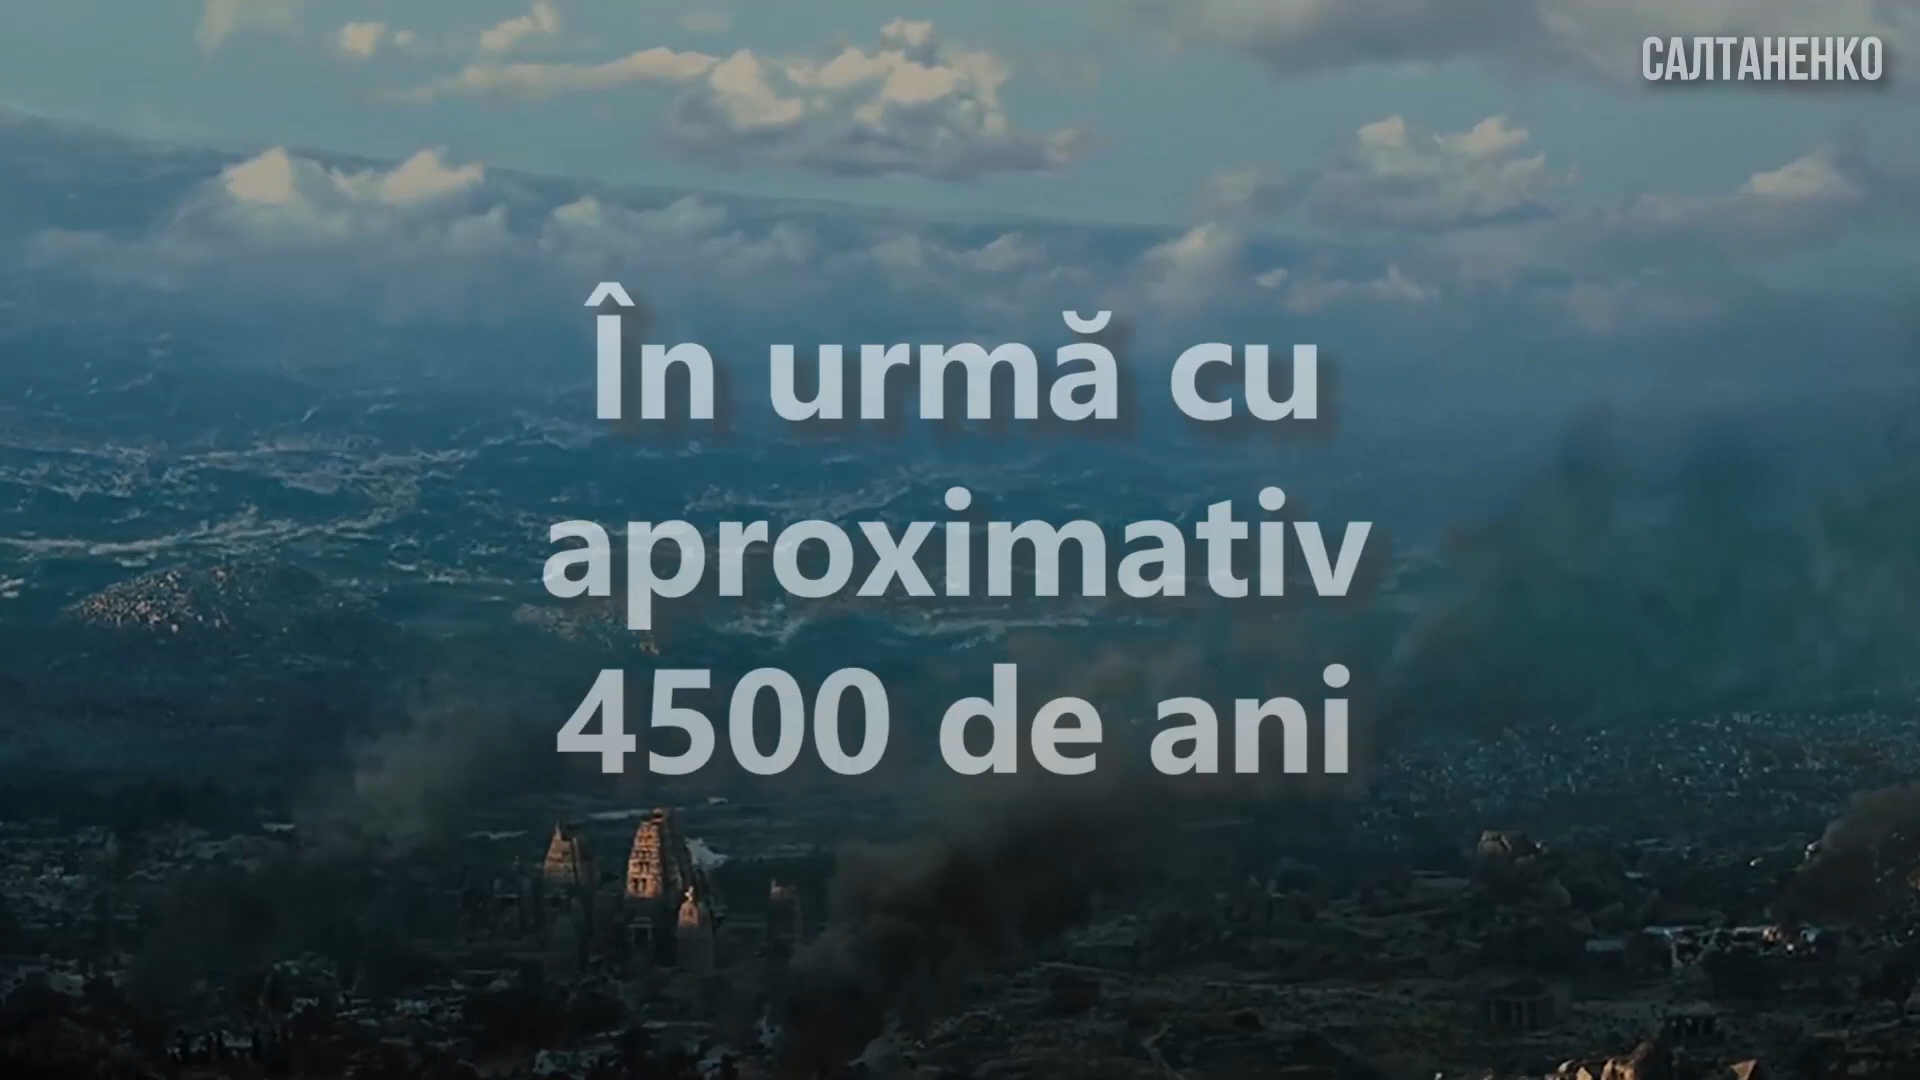 САЛТАНЕНКО
În urmă cu
aproximativ
4500 de ani